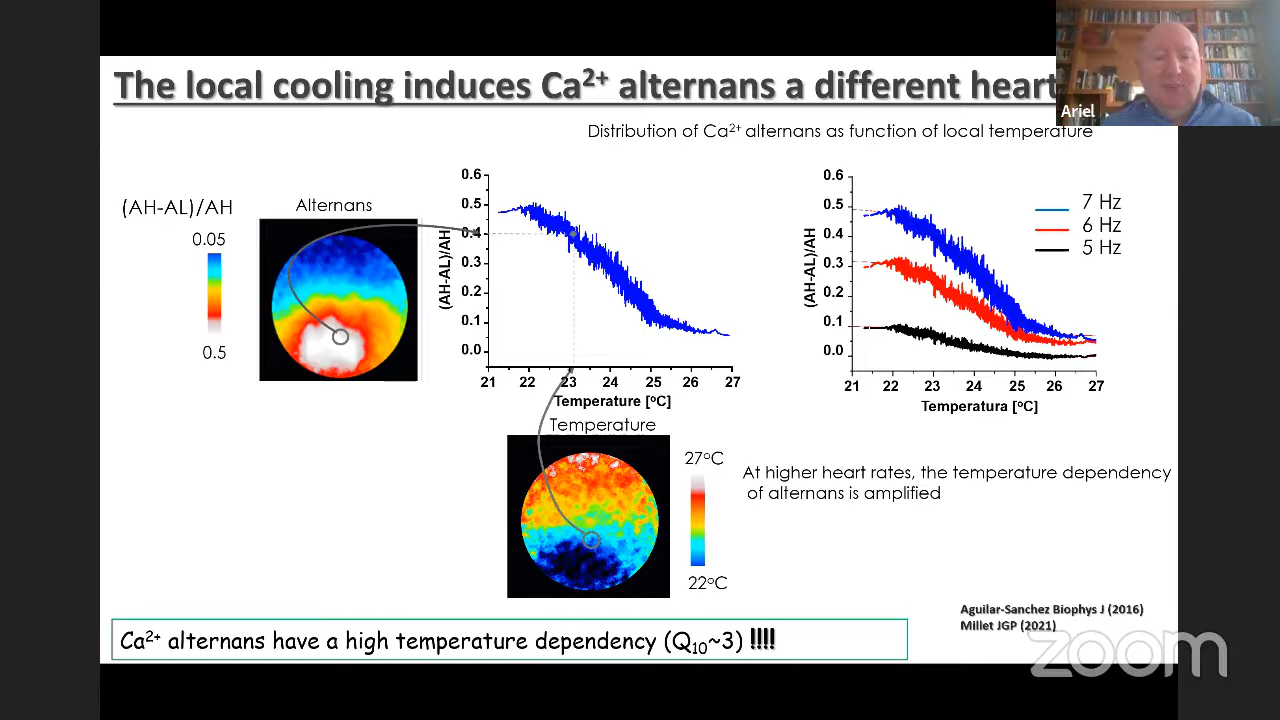 The local cooling induces Ca2+ alternans a different heart
Ariel
Distribution of Ca2+ alternans as function of local temperature
(AH-AL)/AH
0.05
0.5
Alternans
0.6
0.5
0.4
0.3
0.2
0.1
0.0
(AH-AL)/AH
21 22 23 24 25 26 27
Temperature [oC]
0.6
0.5
0.4
0.3
0.2
0.1
0.0
(AH-AL)/AH
21 22 23 24 25 26 27
Temperatura [oC]
7 Hz
6 Hz
5 Hz
Temperature
27oC
22oC
At higher heart rates, the temperature dependency
of alternans is amplified
Aguilar-Sanchez Biophys J (2016)
Millet JGP (2021)
Ca2+ alternans have a high temperature dependency (Q10~3) !!!!
zoom